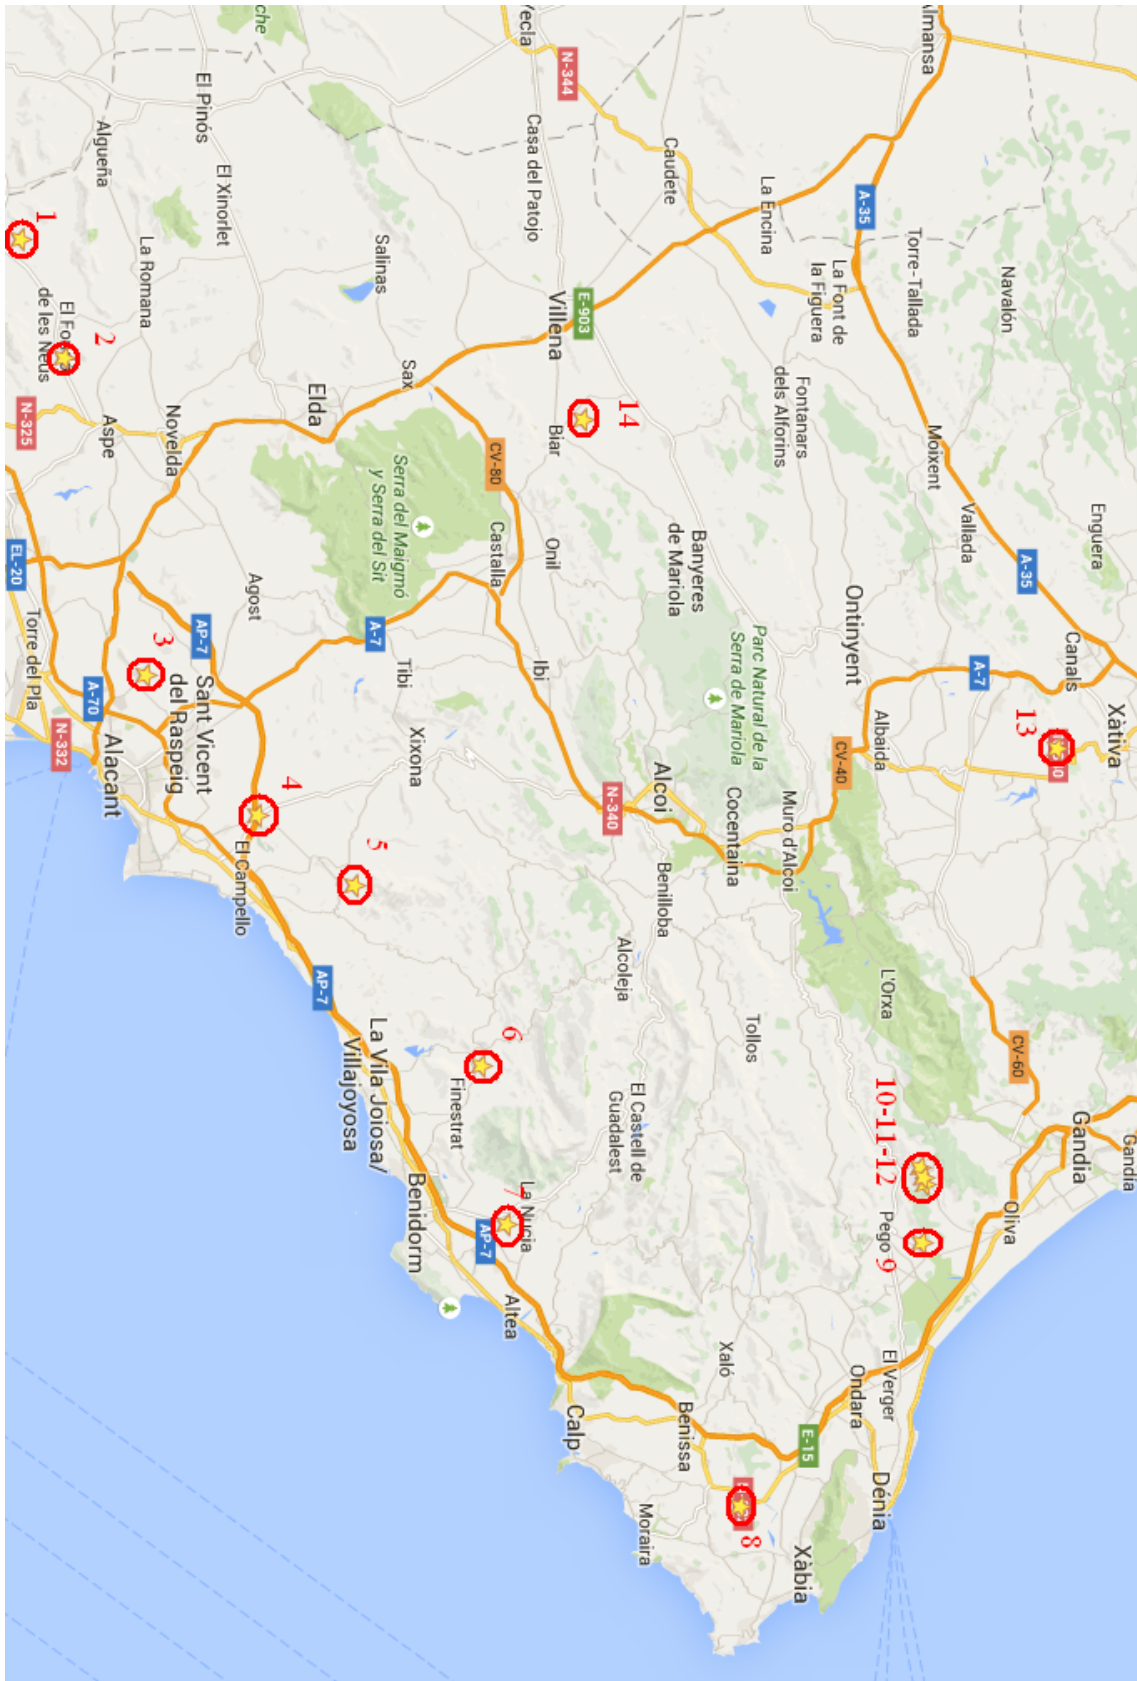 Gandia
Xàtiva
Enguera
Gandia
Canals
13
A-35
CV-60
Navalón
Oliva
A-7
Vallada
Moixent
Almansa
Torre-Tallada
10-11-12
9
Pego
L'Orxa
El Verger
Dénia
Albaida
A-35
Ontinyent
Ondara
CV-40
La Font de
la Figuera
E-15
Fontanars
dels Alforins
Muro d'Alcoi
Xàbia
La Encina
Parc Natural de la
Serra de Mariola
Tollos
8
Cocentaina
Xaló
Banyeres
de Mariola
Benissa
Caudete
Alcoi
Benilloba
Moraira
El Castell de
Guadalest
14
Alcoleja
N-340
E-903
Calp
N-344
Villena
Biar
Onil
Ibi
Casa del Patojo
Yecla
La Nucia
7
6
Altea
Castalla
CV-80
AP-7
Finestrat
Xixona
Benidorm
Sax
Tibi
Serra del Maigmó
y Serra del Sit
Salinas
5
A-7
La Vila Joiosa/
Villajoyosa
AP-7
Elda
4
Agost
El Campello
El Xinorlet
AP-7
El Pinós
Sant Vicent
del Raspeig
Novelda
3
La Romana
Alacant
Aspe
2
Algueña
A-70
El Fo
de les Neus
N-332
1
Torre del Pla
N-325
EL-20